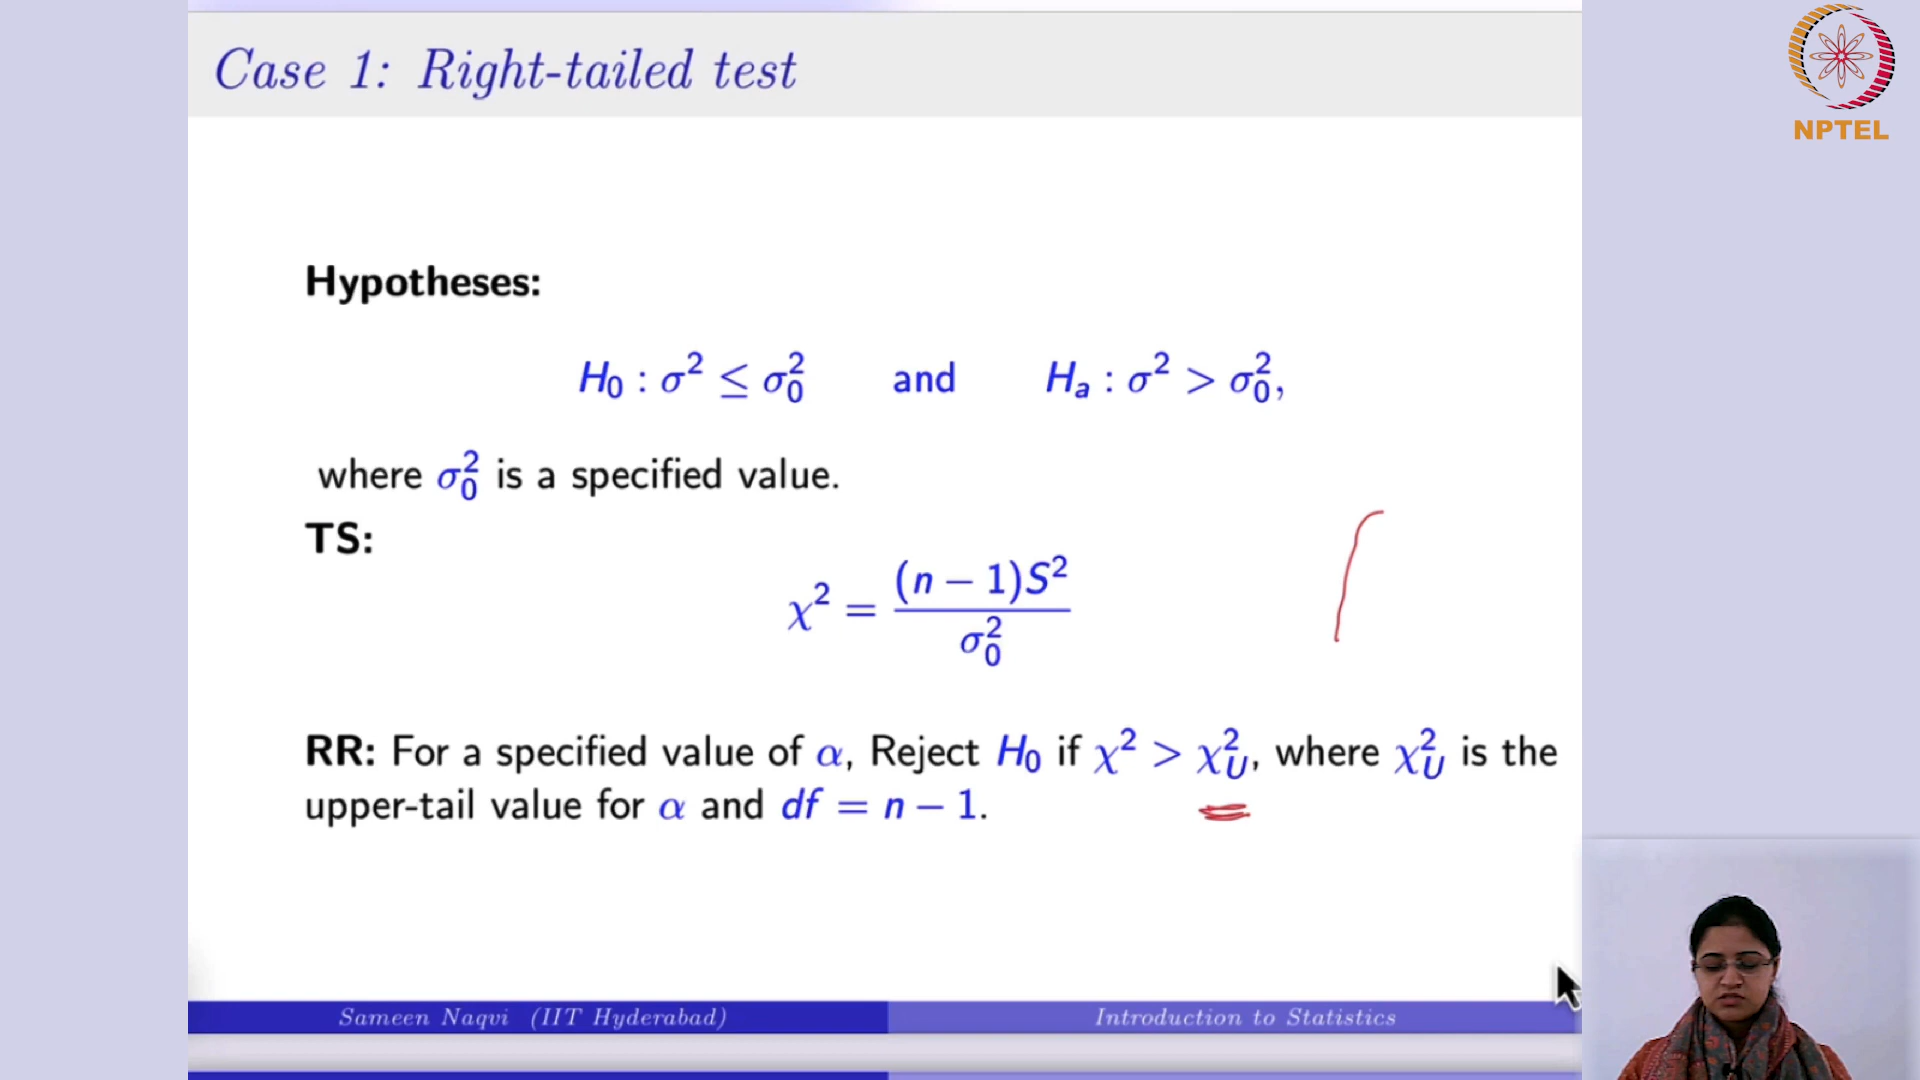 Case 1: Right-tailed test
NPTEL
Hypotheses:
H₀ : σ² ≤ σ₀² and Hₐ : σ² > σ₀²,
where σ₀² is a specified value.
TS:
χ² = (n − 1)S² / σ₀²
RR: For a specified value of α, Reject H₀ if χ² > χ²_U, where χ²_U is the
upper-tail value for α and df = n − 1.
Sameen Naqvi (IIT Hyderabad) Introduction to Statistics